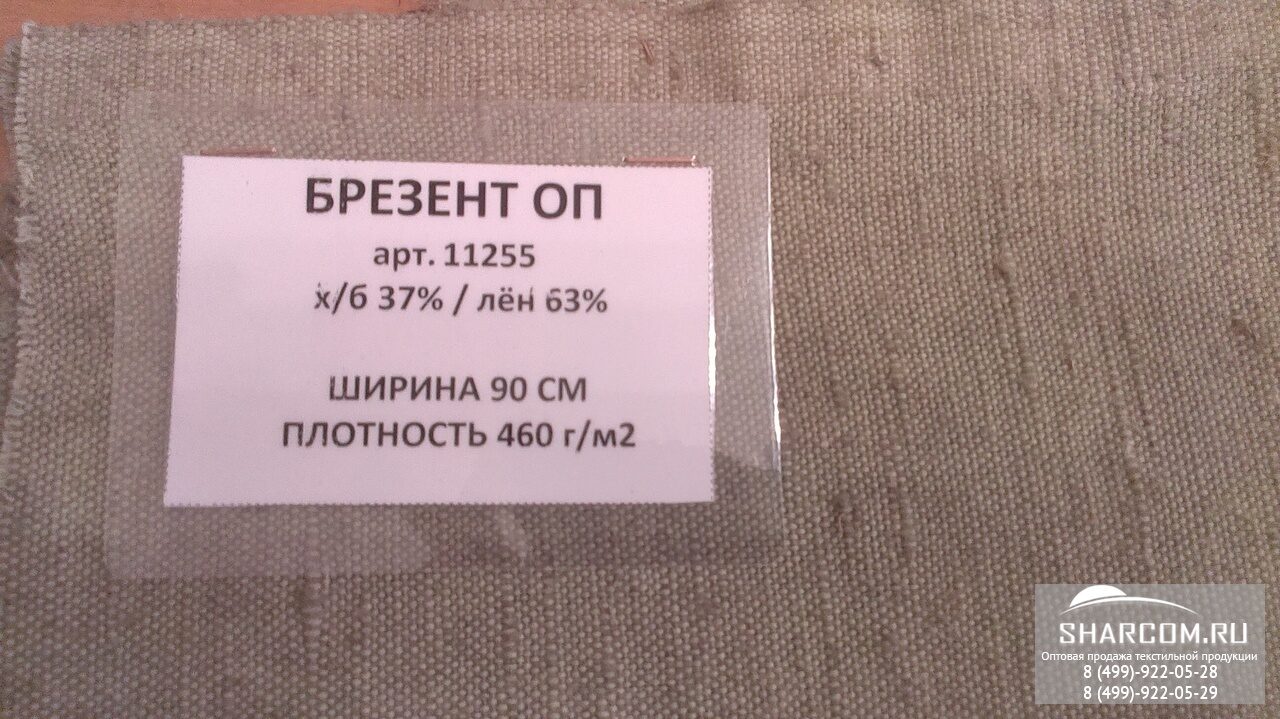 БРЕЗЕНТ ОП
арт. 11255
х/б 37% / лён 63%
ШИРИНА 90 СМ
ПЛОТНОСТЬ 460 г/м2
SHARCOM.RU
Оптовая продажа текстильной продукции
8 (499)-922-05-28
8 (499)-922-05-29